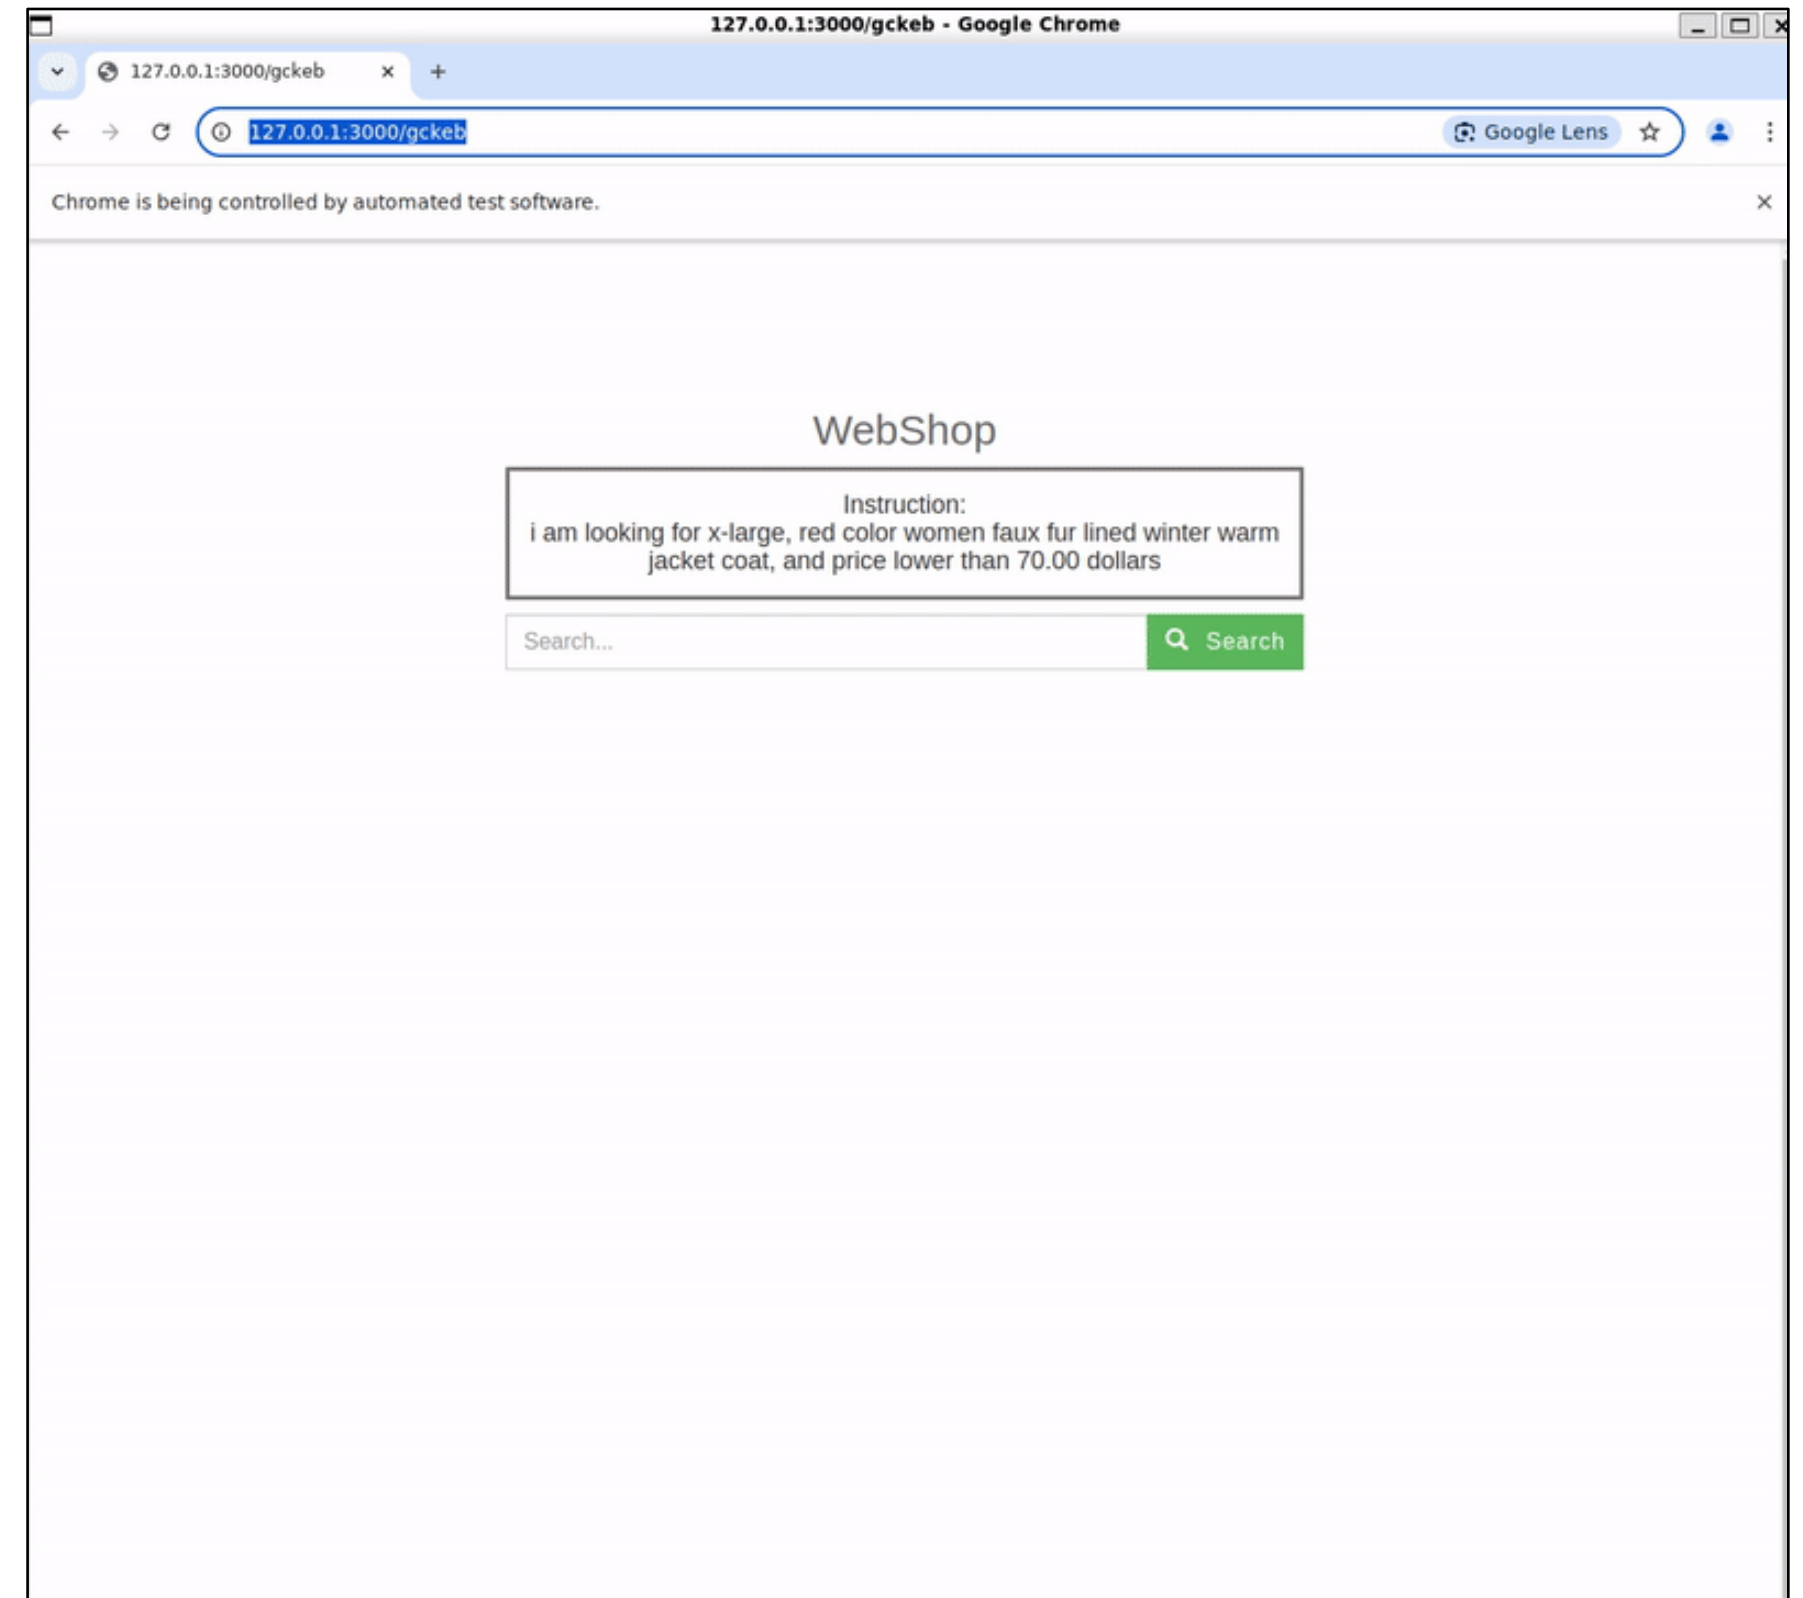 127.0.0.1:3000/gckeb - Google Chrome
127.0.0.1:3000/gckeb
127.0.0.1:3000/gckeb
Google Lens
Chrome is being controlled by automated test software.
WebShop
Instruction:
i am looking for x-large, red color women faux fur lined winter warm
jacket coat, and price lower than 70.00 dollars
Search...
Search